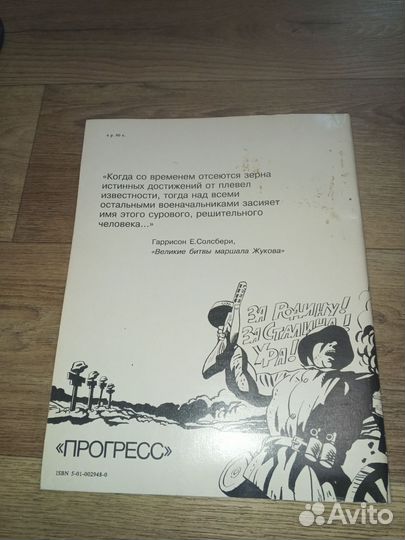 4 р. 80 к.
«Когда со временем отсеются зерна
истинных достижений от плевел
известности, тогда над всеми
остальными военачальниками засияет
имя этого сурового, решительного
человека...»
Гаррисон Е.Солсбери,
«Великие битвы маршала Жукова»
ЗА РОДИНУ!
ЗА СТАЛИНА!
УРА!
«ПРОГРЕСС»
ISBN 5-01-002948-0
Avito